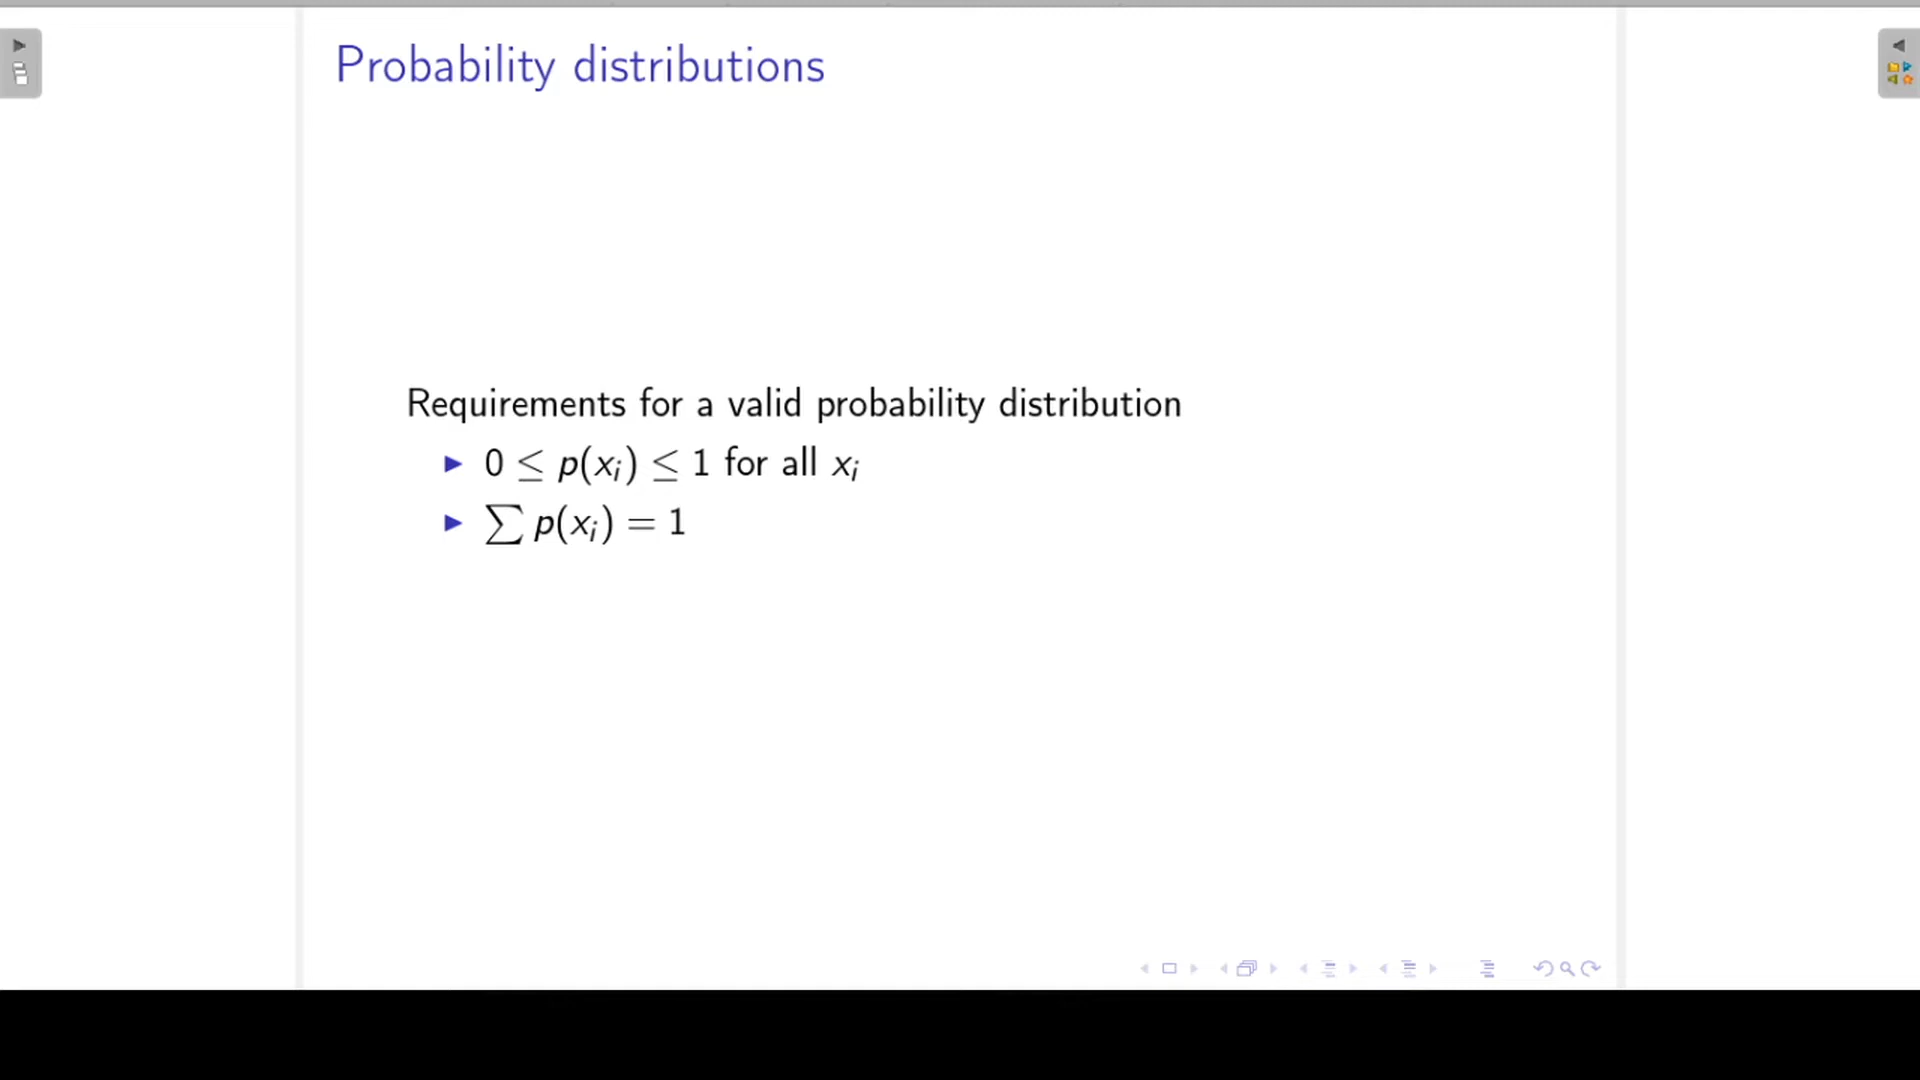 Probability distributions
Requirements for a valid probability distribution
▶ 0 ≤ p(xᵢ) ≤ 1 for all xᵢ
▶ ∑ p(xᵢ) = 1